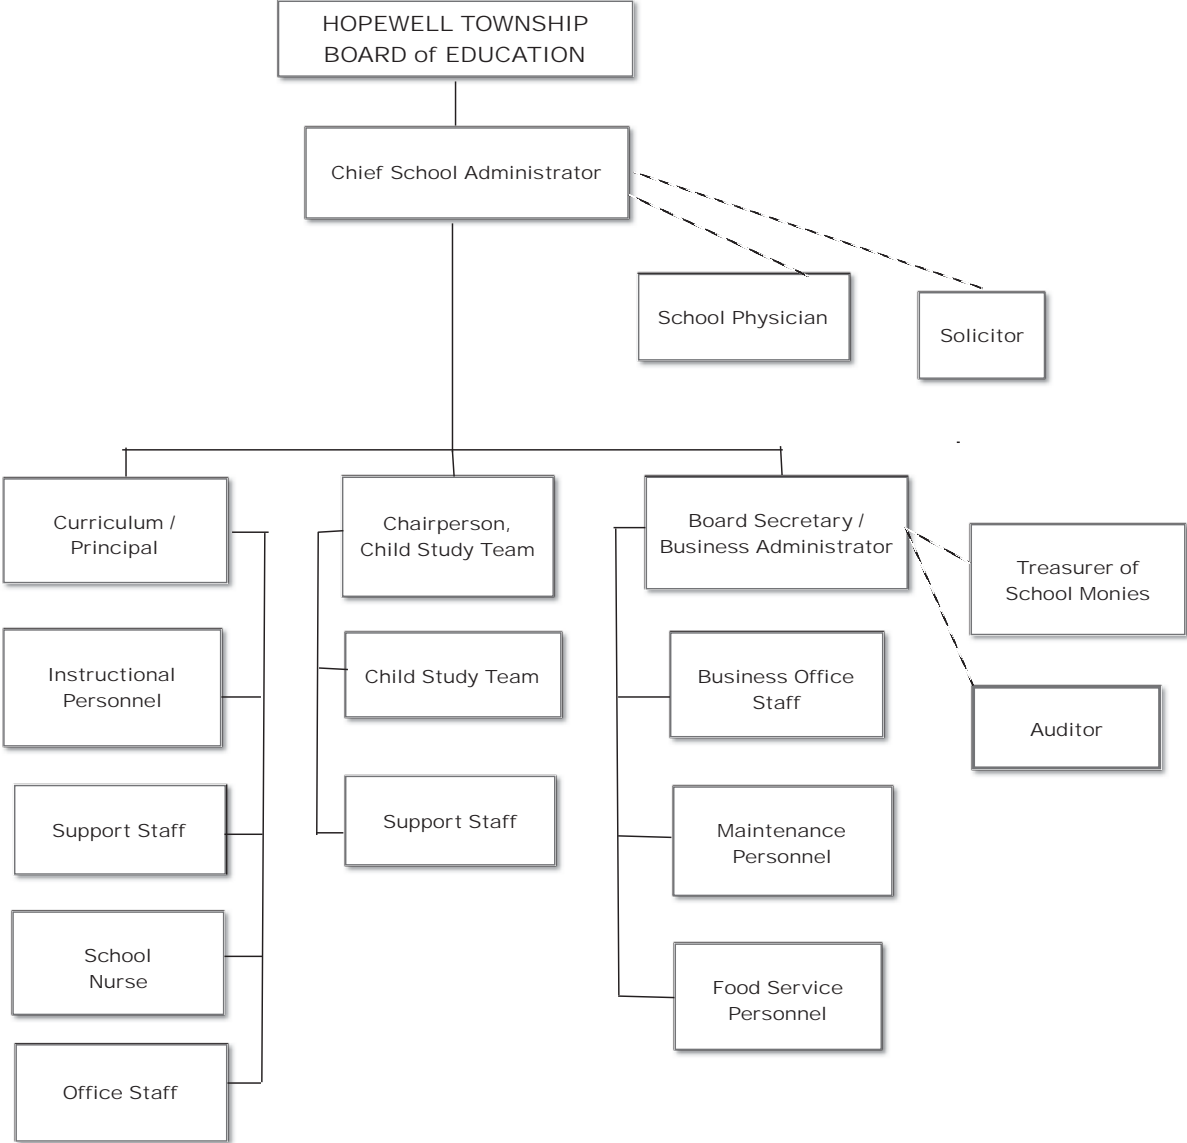 HOPEWELL TOWNSHIP
BOARD of EDUCATION
Chief School Administrator
School Physician
Solicitor
Curriculum /
Principal
Chairperson,
Child Study Team
Board Secretary /
Business Administrator
Treasurer of
School Monies
Instructional
Personnel
Child Study Team
Business Office
Staff
Auditor
Support Staff
Support Staff
Maintenance
Personnel
School
Nurse
Food Service
Personnel
Office Staff